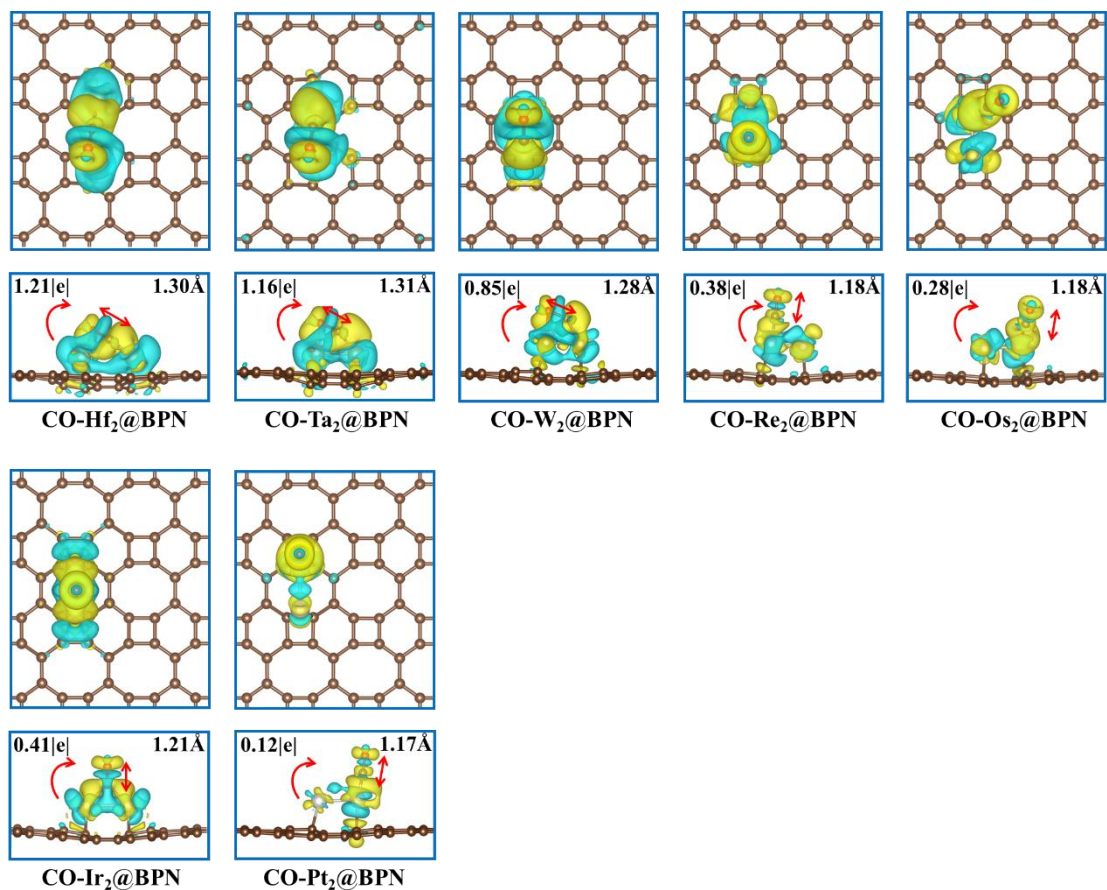 1.21|e| 1.30Å 1.16|e| 1.31Å 0.85|e| 1.28Å 0.38|e| 1.18Å 0.28|e| 1.18Å
CO-Hf₂@BPN CO-Ta₂@BPN CO-W₂@BPN CO-Re₂@BPN CO-Os₂@BPN
0.41|e| 1.21Å 0.12|e| 1.17Å
CO-Ir₂@BPN CO-Pt₂@BPN